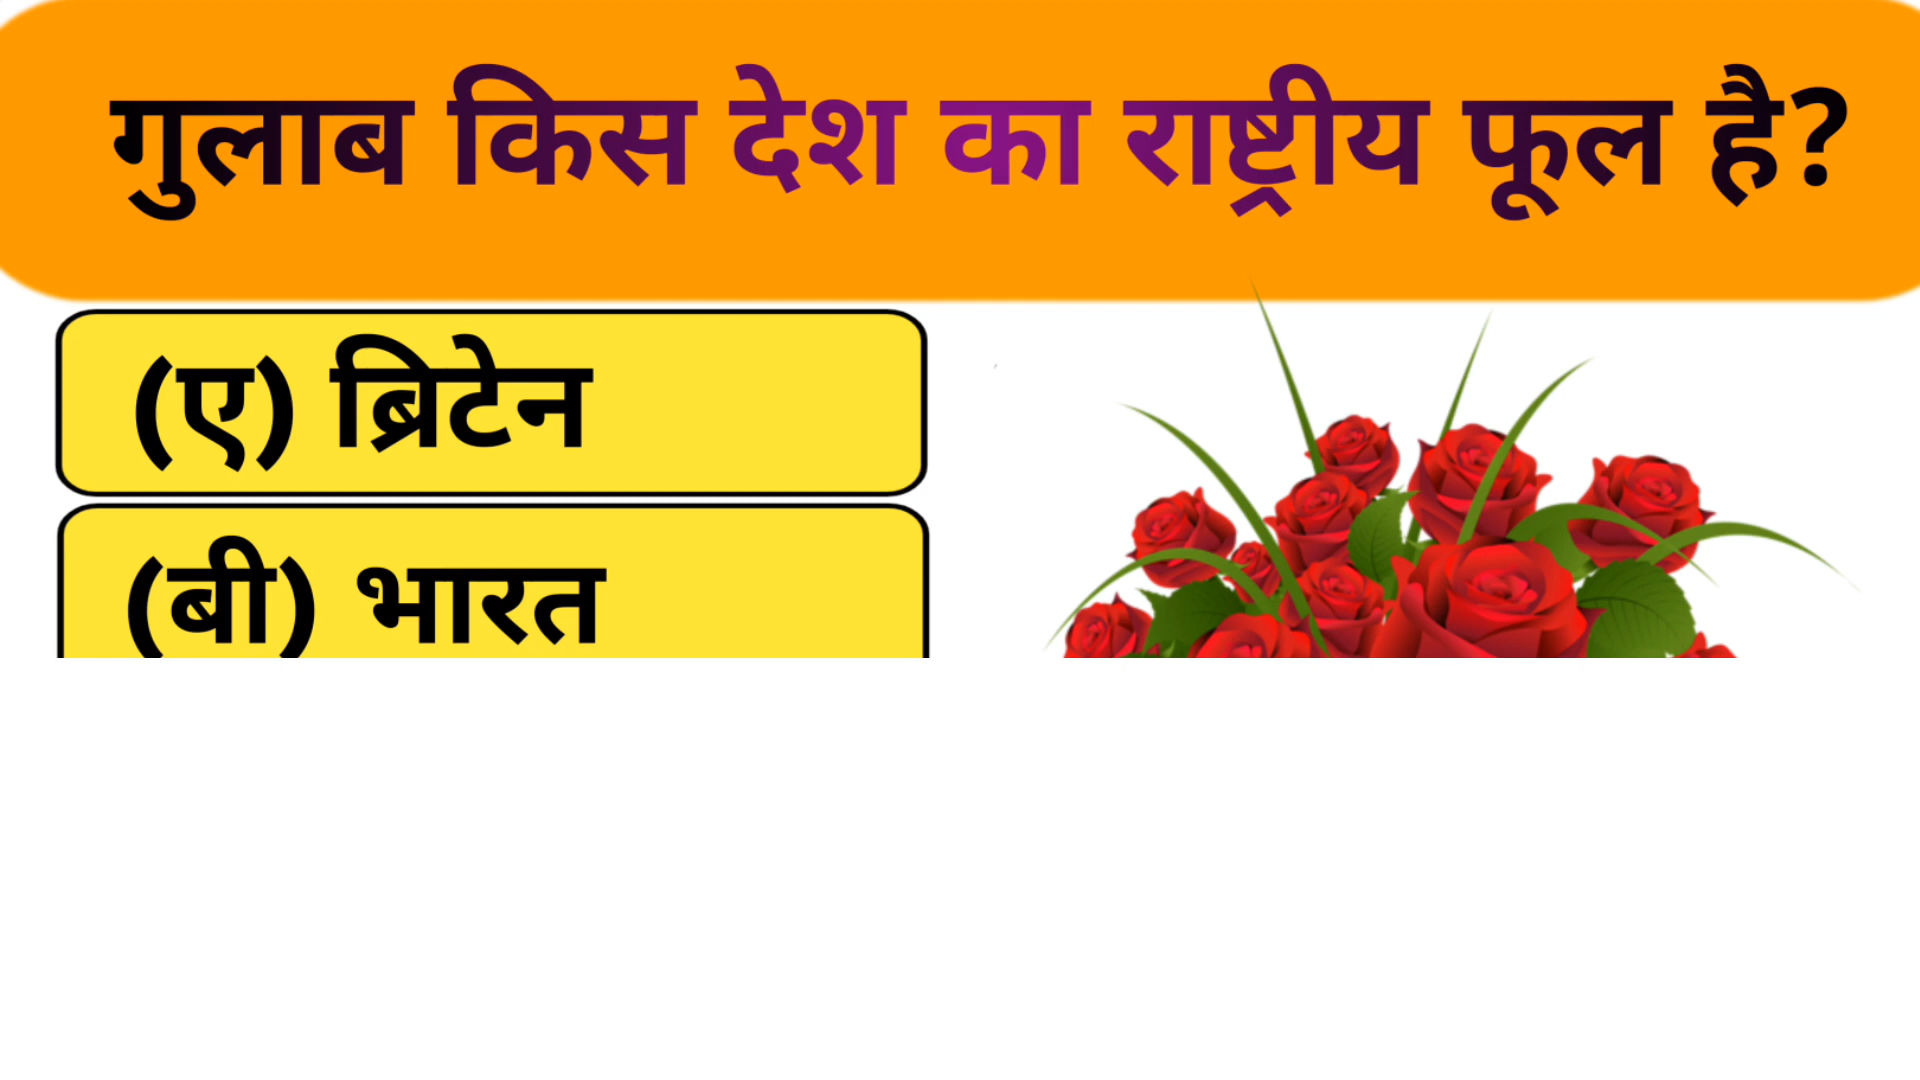 गुलाब किस देश का राष्ट्रीय फूल है?
(ए) ब्रिटेन
(बी) भारत